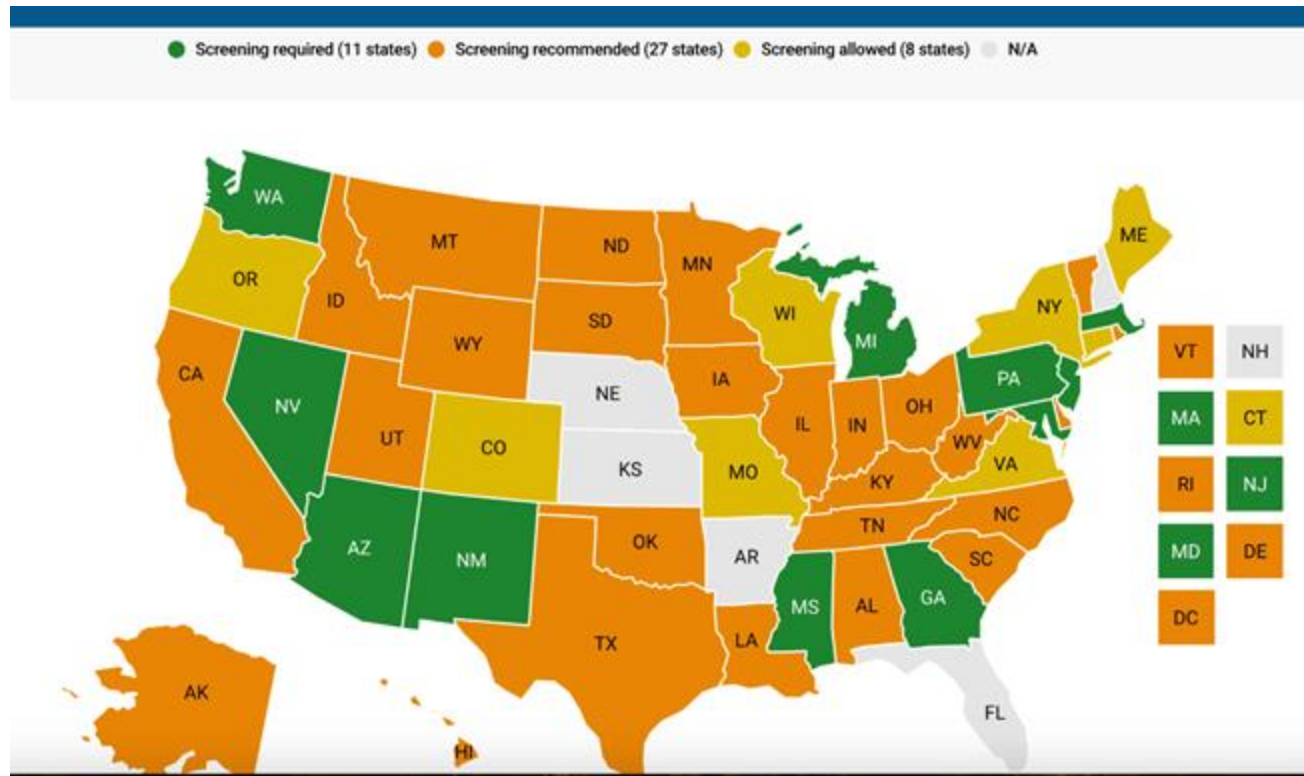 Screening required (11 states) Screening recommended (27 states) Screening allowed (8 states) N/A
WA
ME
MT
ND
MN
OR
ID
SD
WI
NY
WY
MI
VT NH
CA
IA
PA
NE
NV
OH
MA CT
IL IN
UT
CO
WV
KS
MO
VA
KY
RI NJ
NC
TN
OK
AZ
NM
AR
SC
MD DE
MS
AL
GA
DC
TX
LA
AK
FL
HI